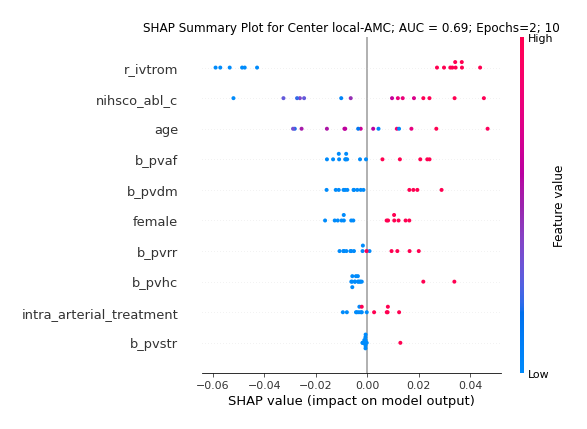 SHAP Summary Plot for Center local-AMC; AUC = 0.69; Epochs=2; 10
High
r_ivtrom
nihsco_abl_c
age
b_pvaf
b_pvdm
female
b_pvrr
b_pvhc
intra_arterial_treatment
b_pvstr
Feature value
Low
−0.06 −0.04 −0.02 0.00 0.02 0.04
SHAP value (impact on model output)